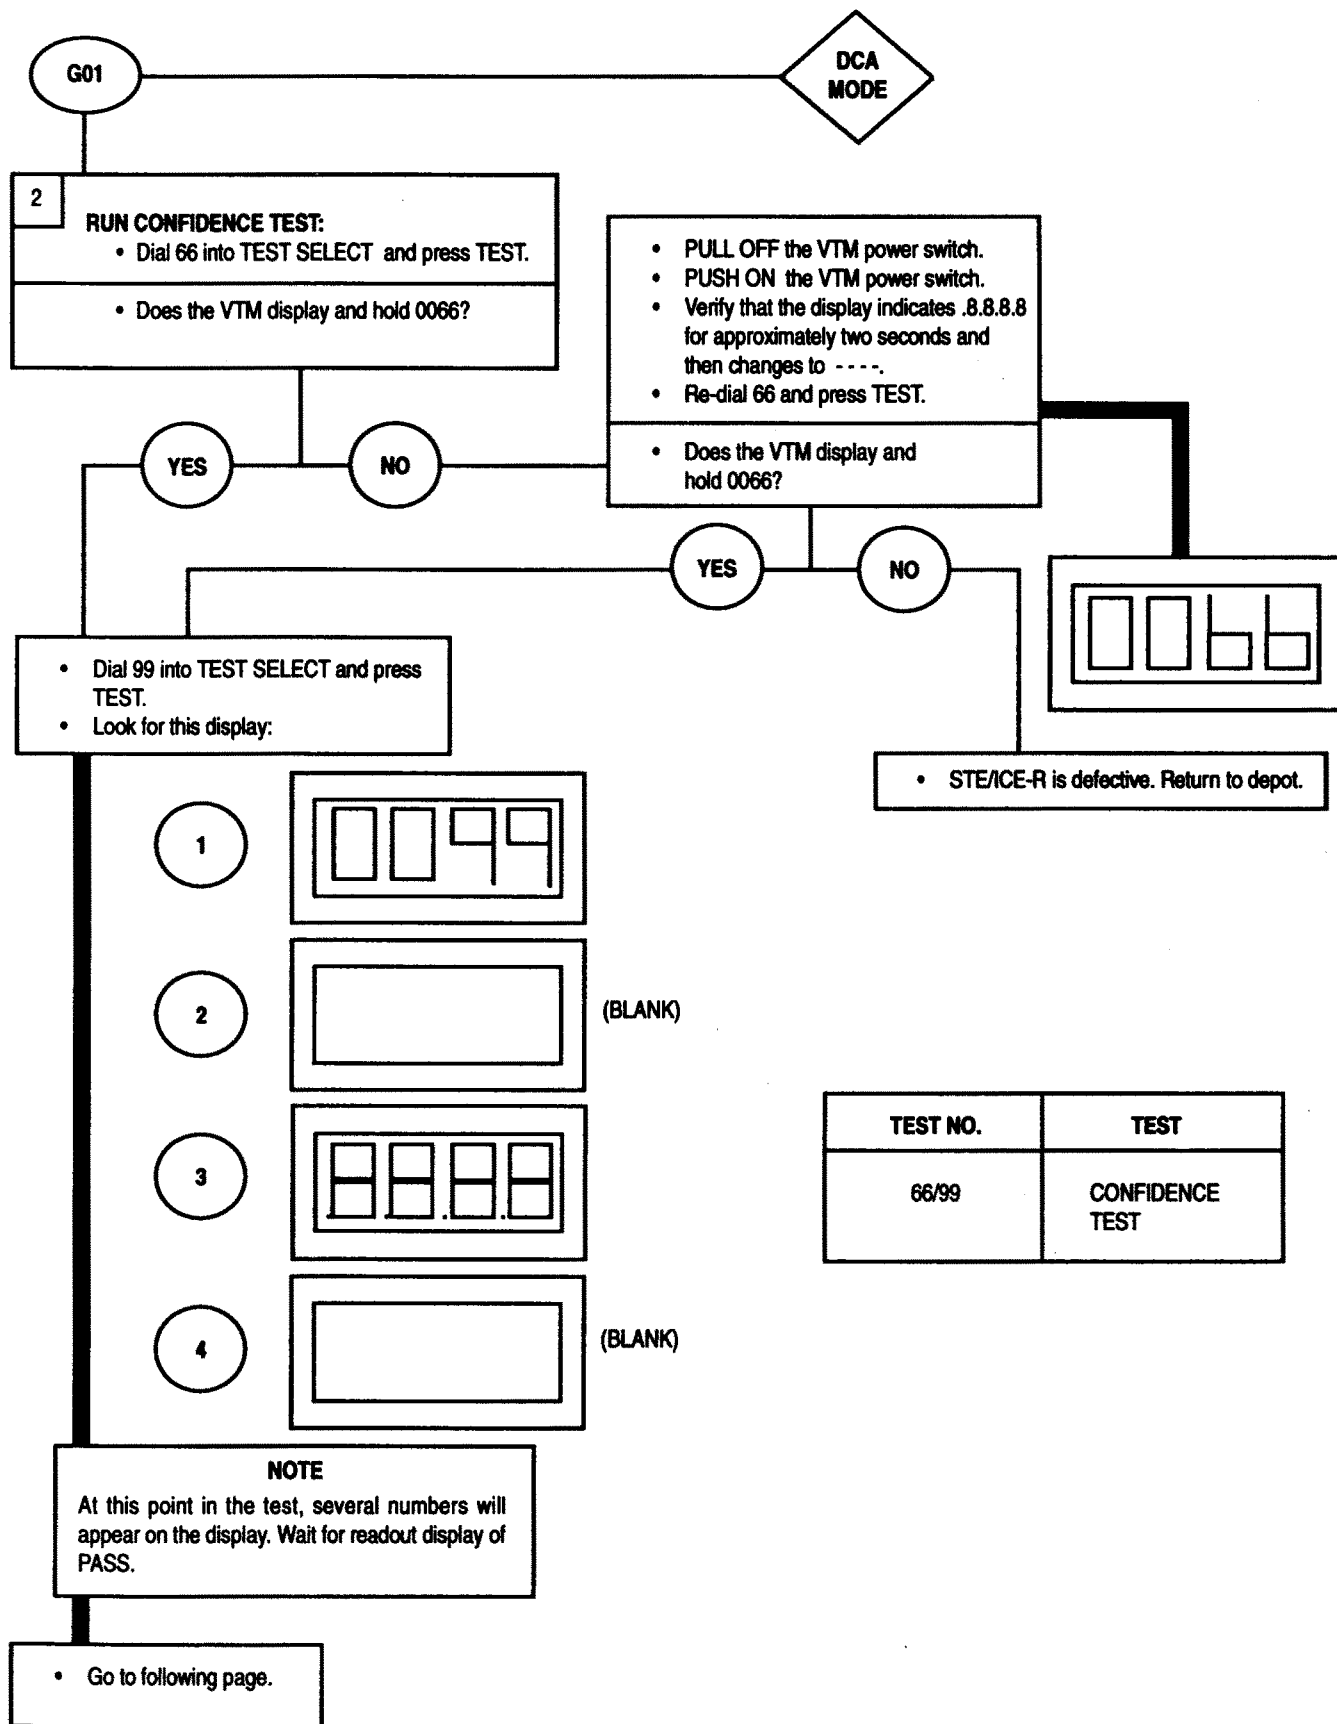 G01
DCA
MODE
2
RUN CONFIDENCE TEST:
• Dial 66 into TEST SELECT and press TEST.
• Does the VTM display and hold 0066?
• PULL OFF the VTM power switch.
• PUSH ON the VTM power switch.
• Verify that the display indicates .8.8.8.8
for approximately two seconds and
then changes to - - - -.
• Re-dial 66 and press TEST.
• Does the VTM display and
hold 0066?
YES
NO
YES
NO
0066
• Dial 99 into TEST SELECT and press
TEST.
• Look for this display:
• STE/ICE-R is defective. Return to depot.
1
0099
2
(BLANK)
3
.8.8.8.8
4
(BLANK)
TEST NO. TEST
66/99 CONFIDENCE
TEST
NOTE
At this point in the test, several numbers will
appear on the display. Wait for readout display of
PASS.
• Go to following page.